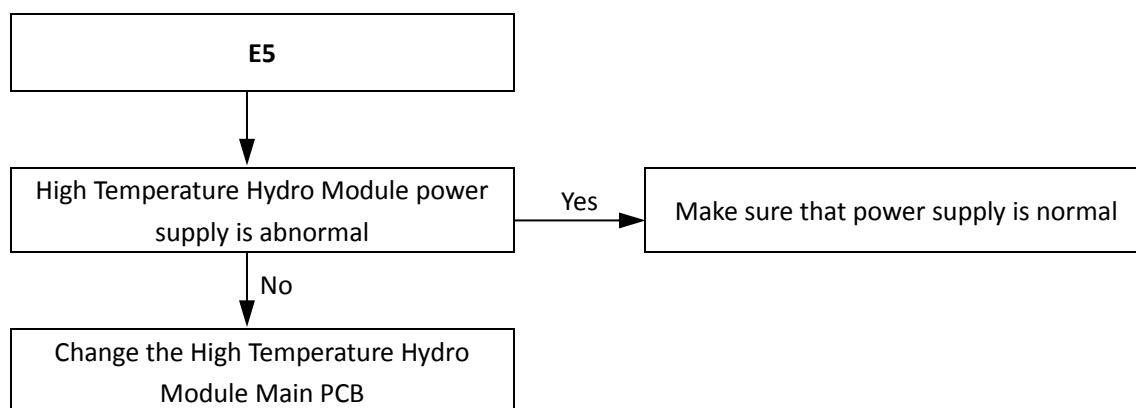 E5
High Temperature Hydro Module power
supply is abnormal
Yes
Make sure that power supply is normal
No
Change the High Temperature Hydro
Module Main PCB